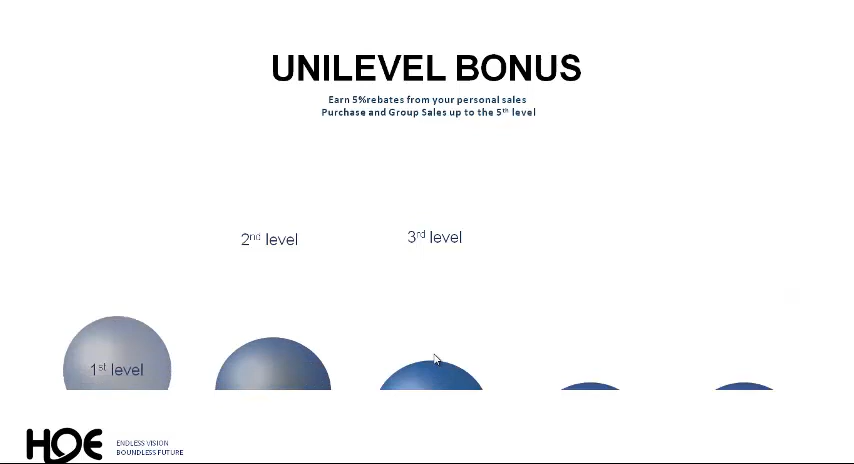 UNILEVEL BONUS
Earn 5%rebates from your personal sales
Purchase and Group Sales up to the 5th level
2nd level
3rd level
1st level
HOE
ENDLESS VISION
BOUNDLESS FUTURE